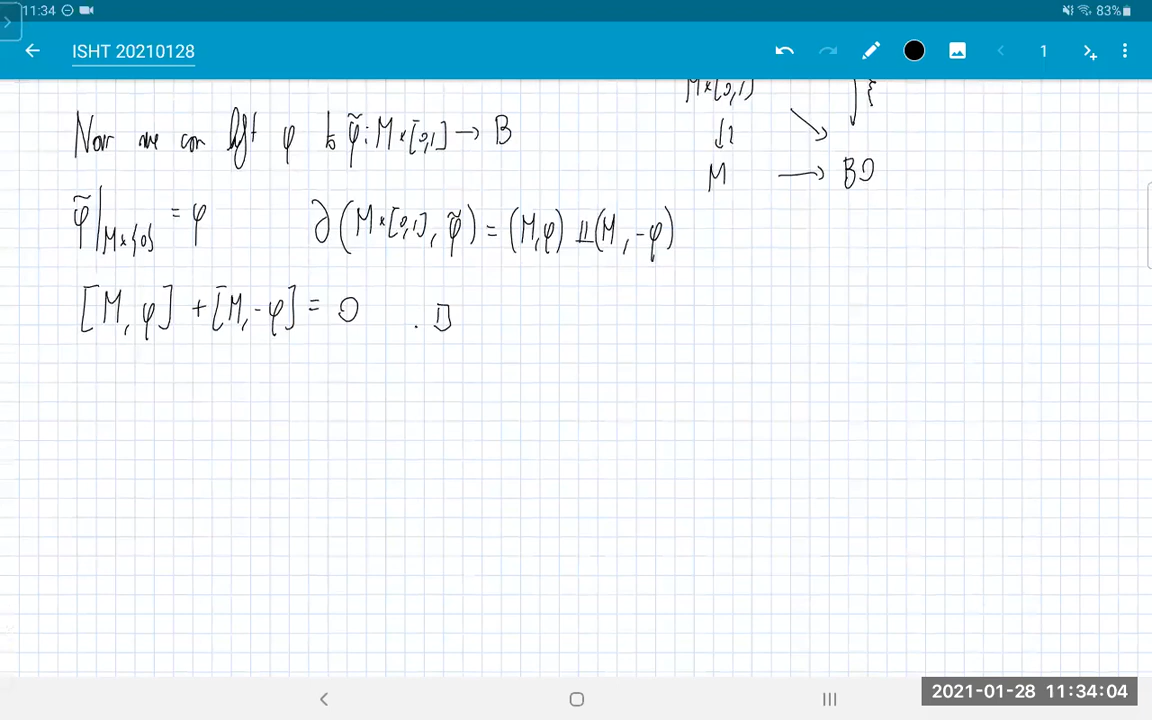 11:34
83%
ISHT 20210128
1
M×[0,1]
Now we can lift φ to φ̃ : M×[0,1] → B
M → BO
φ̃|_{M×{0}} = φ ∂(M×[0,1], φ̃) = (M,φ) ⊔ (M,-φ)
[M, φ] + [M, -φ] = 0 . □
2021-01-28 11:34:04